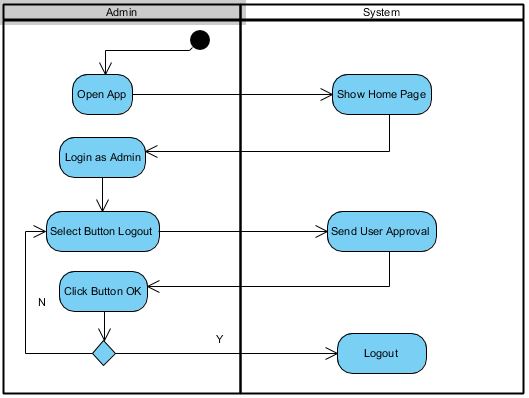 Admin
System
Open App
Show Home Page
Login as Admin
Select Button Logout
Send User Approval
Click Button OK
N
Y
Logout